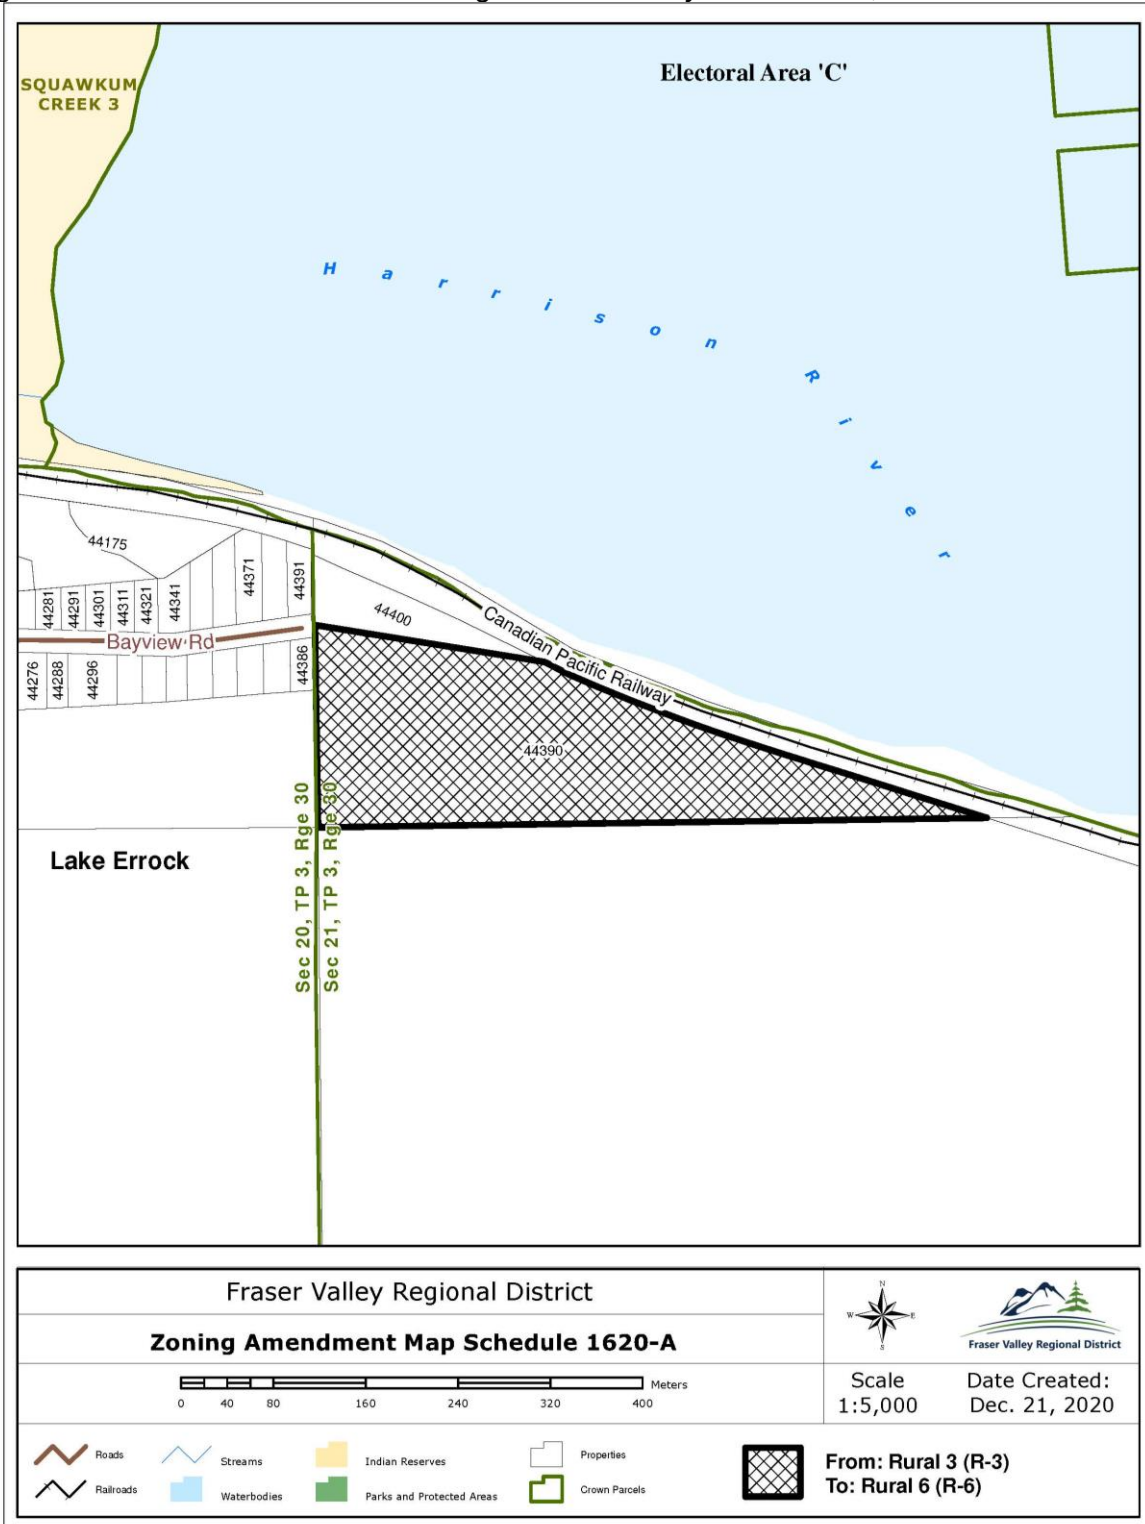 Electoral Area 'C'
SQUAWKUM
CREEK 3
Harrison River
44175
44281
44291
44301
44311
44321
44341
44371
44391
44400
Canadian Pacific Railway
Bayview Rd
44276
44288
44296
44386
44390
Lake Errock
Sec 20, TP 3, Rge 30
Sec 21, TP 3, Rge 30
Fraser Valley Regional District
Zoning Amendment Map Schedule 1620-A
Meters
0 40 80 160 240 320 400
N
W E
S
Fraser Valley Regional District
Scale
1:5,000
Date Created:
Dec. 21, 2020
Roads
Streams
Indian Reserves
Properties
Railroads
Waterbodies
Parks and Protected Areas
Crown Parcels
From: Rural 3 (R-3)
To: Rural 6 (R-6)